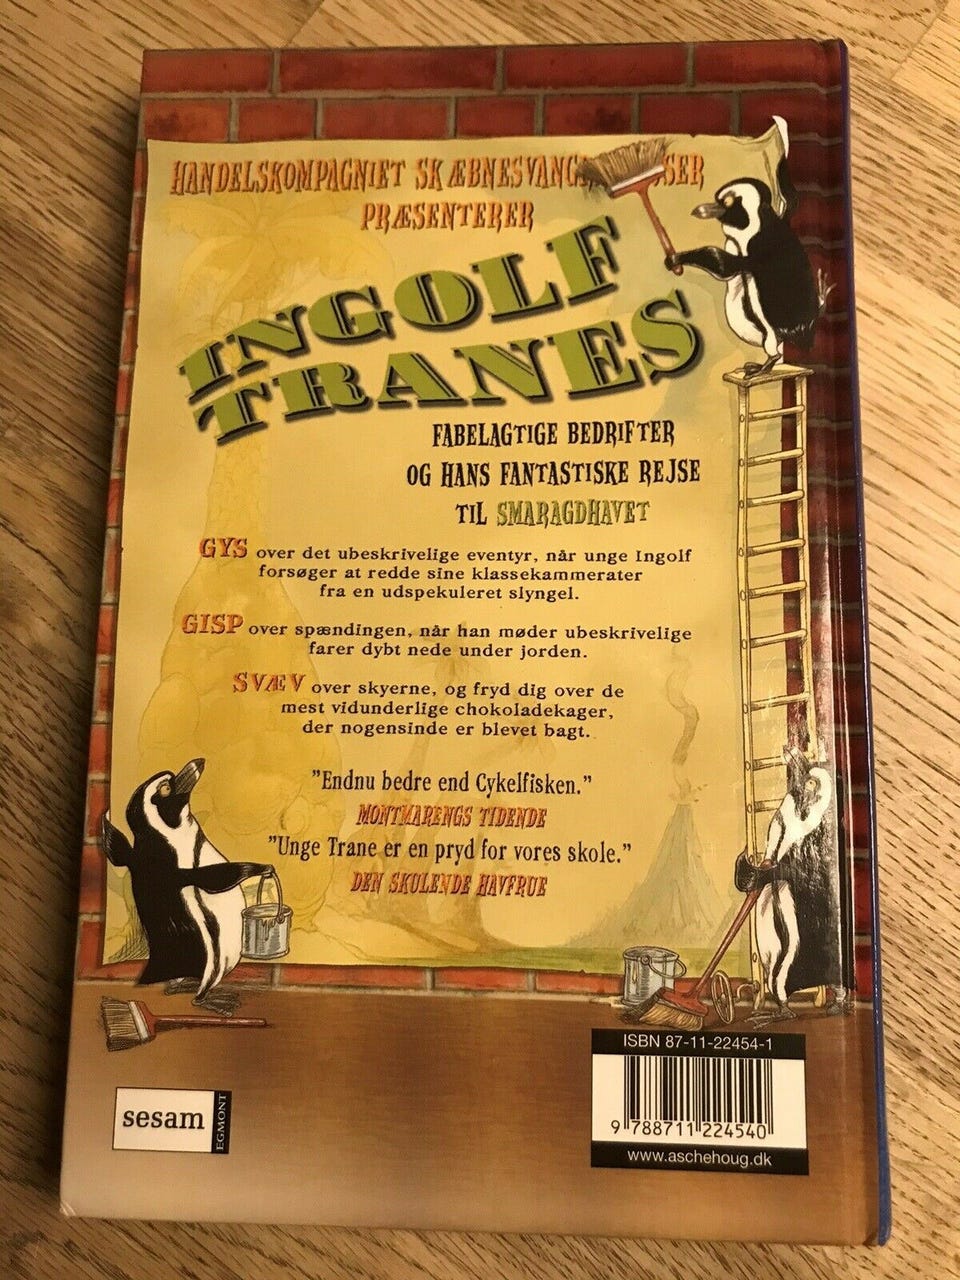 HANDELSKOMPAGNIET SKÆBNESVANG
SER
PRÆSENTERER
INGOLF
TRANES
FABELAGTIGE BEDRIFTER
OG HANS FANTASTISKE REJSE
TIL SMARAGDHAVET
GYS over det ubeskrivelige eventyr, når unge Ingolf
forsøger at redde sine klassekammerater
fra en udspekuleret slyngel.
GISP over spændingen, når han møder ubeskrivelige
farer dybt nede under jorden.
SVÆV over skyerne, og fryd dig over de
mest vidunderlige chokoladekager,
der nogensinde er blevet bagt.
"Endnu bedre end Cykelfisken."
MONTMARENGS TIDENDE
"Unge Trane er en pryd for vores skole."
DEN SKULENDE HAVFRUE
ISBN 87-11-22454-1
9 788711 224540
www.aschehoug.dk
sesam
EGMONT